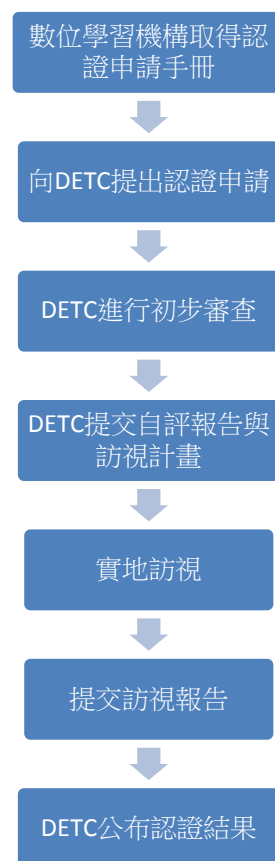 數位學習機構取得認
證申請手冊
向DETC提出認證申請
DETC進行初步審查
DETC提交自評報告與
訪視計畫
實地訪視
提交訪視報告
DETC公布認證結果